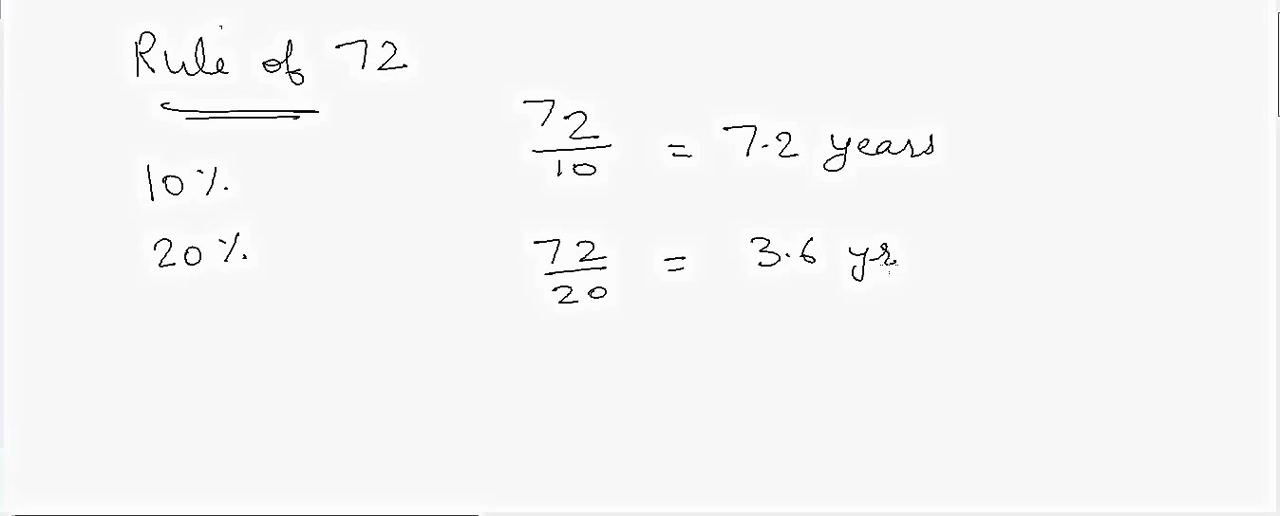 Rule of 72
72/10 = 7.2 years
10%
20%
72/20 = 3.6 yr